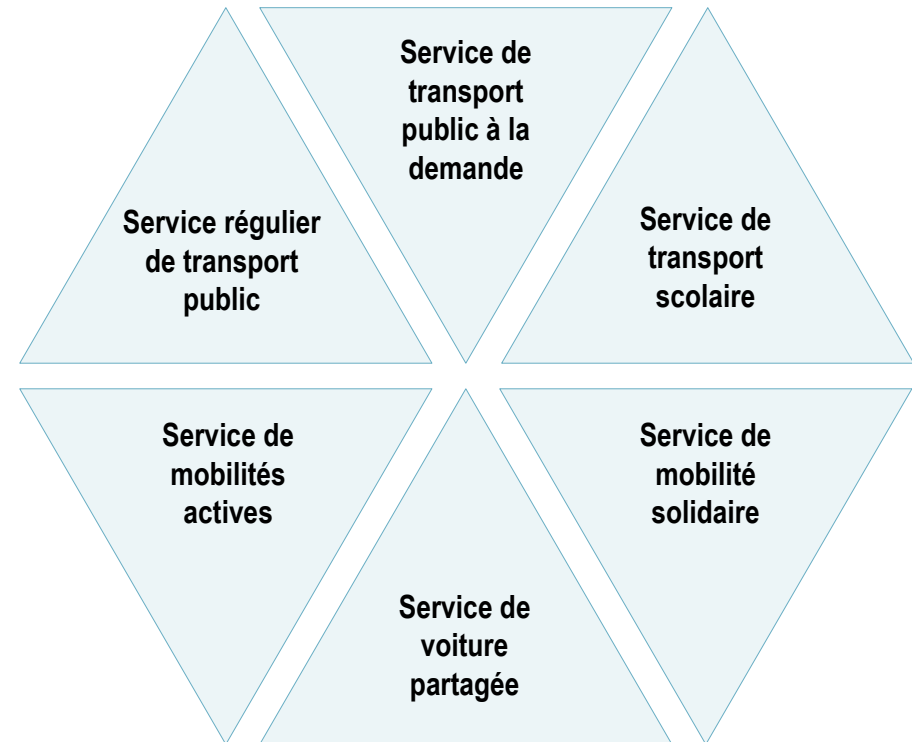 Service de
transport
public à la
demande
Service régulier
de transport
public
Service de
transport
scolaire
Service de
mobilités
actives
Service de
mobilité
solidaire
Service de
voiture
partagée